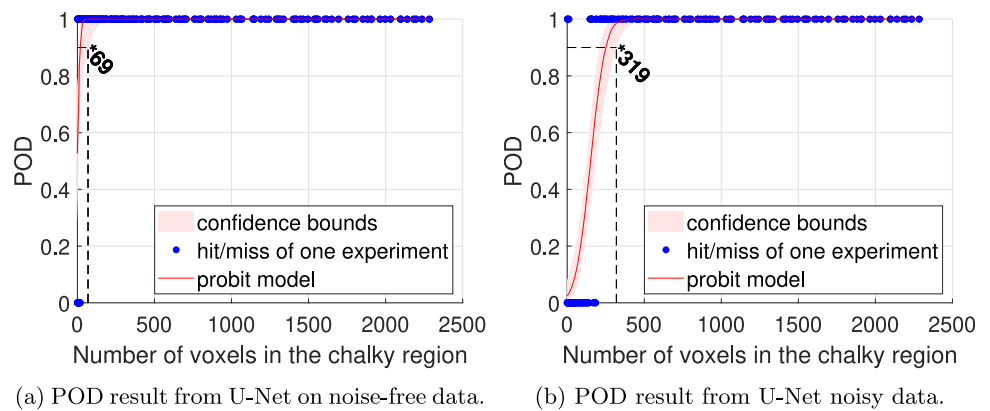 1
0.8
0.6
0.4
0.2
0
POD
*69
confidence bounds
hit/miss of one experiment
probit model
0 500 1000 1500 2000 2500
Number of voxels in the chalky region
(a) POD result from U-Net on noise-free data.
1
0.8
0.6
0.4
0.2
0
POD
*319
confidence bounds
hit/miss of one experiment
probit model
0 500 1000 1500 2000 2500
Number of voxels in the chalky region
(b) POD result from U-Net noisy data.